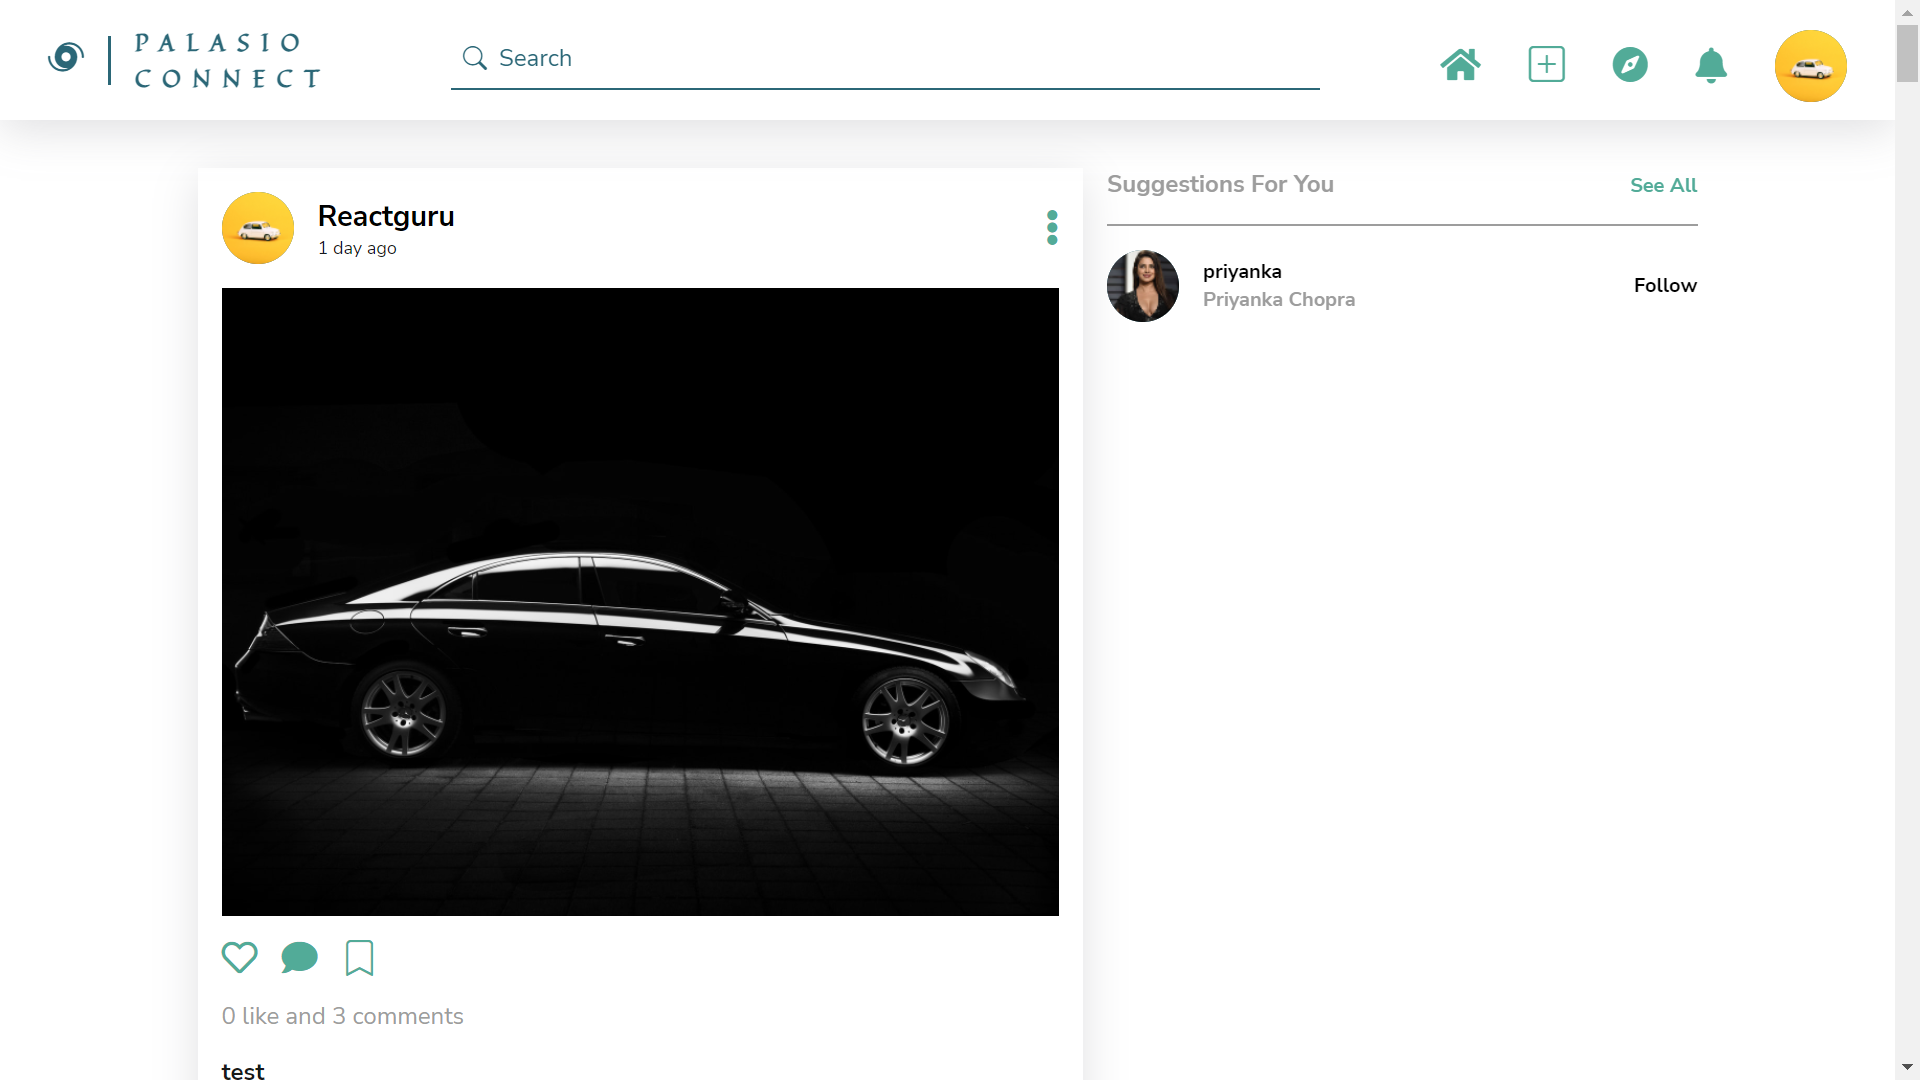 PALASIO
CONNECT
Search
Reactguru
1 day ago
Suggestions For You
See All
priyanka
Priyanka Chopra
Follow
0 like and 3 comments
test